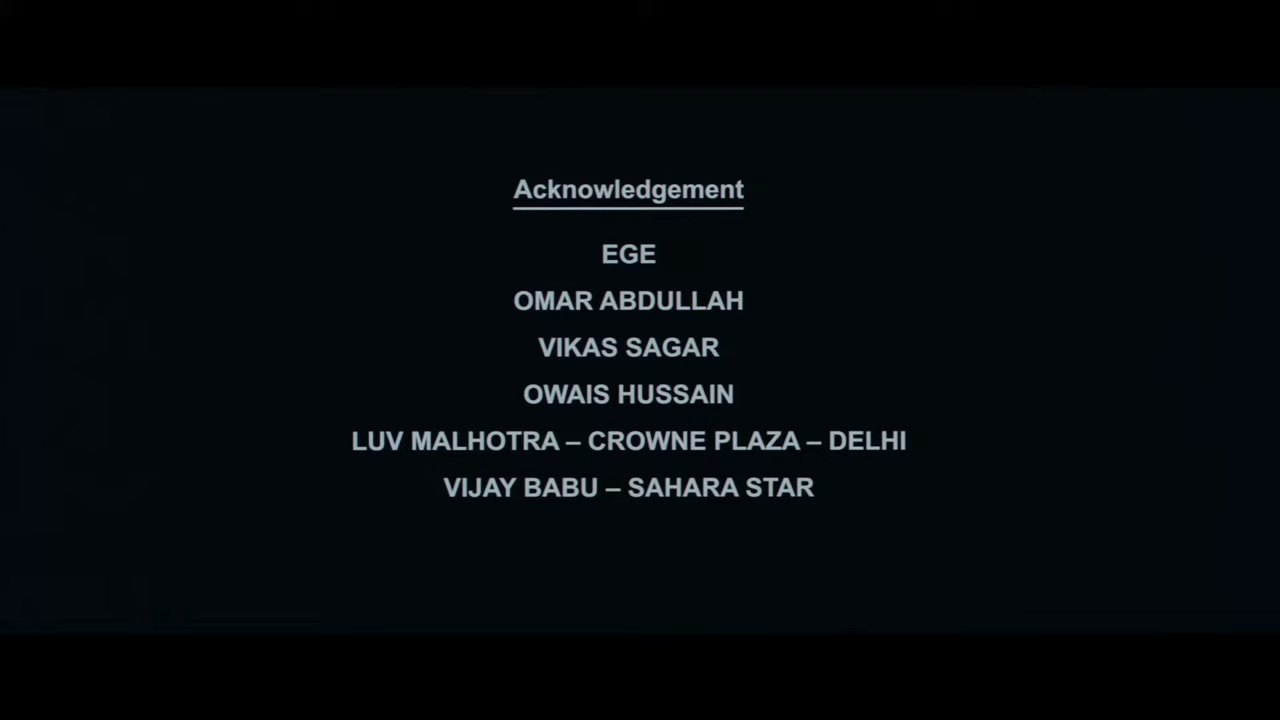 Acknowledgement
EGE
OMAR ABDULLAH
VIKAS SAGAR
OWAIS HUSSAIN
LUV MALHOTRA – CROWNE PLAZA – DELHI
VIJAY BABU – SAHARA STAR